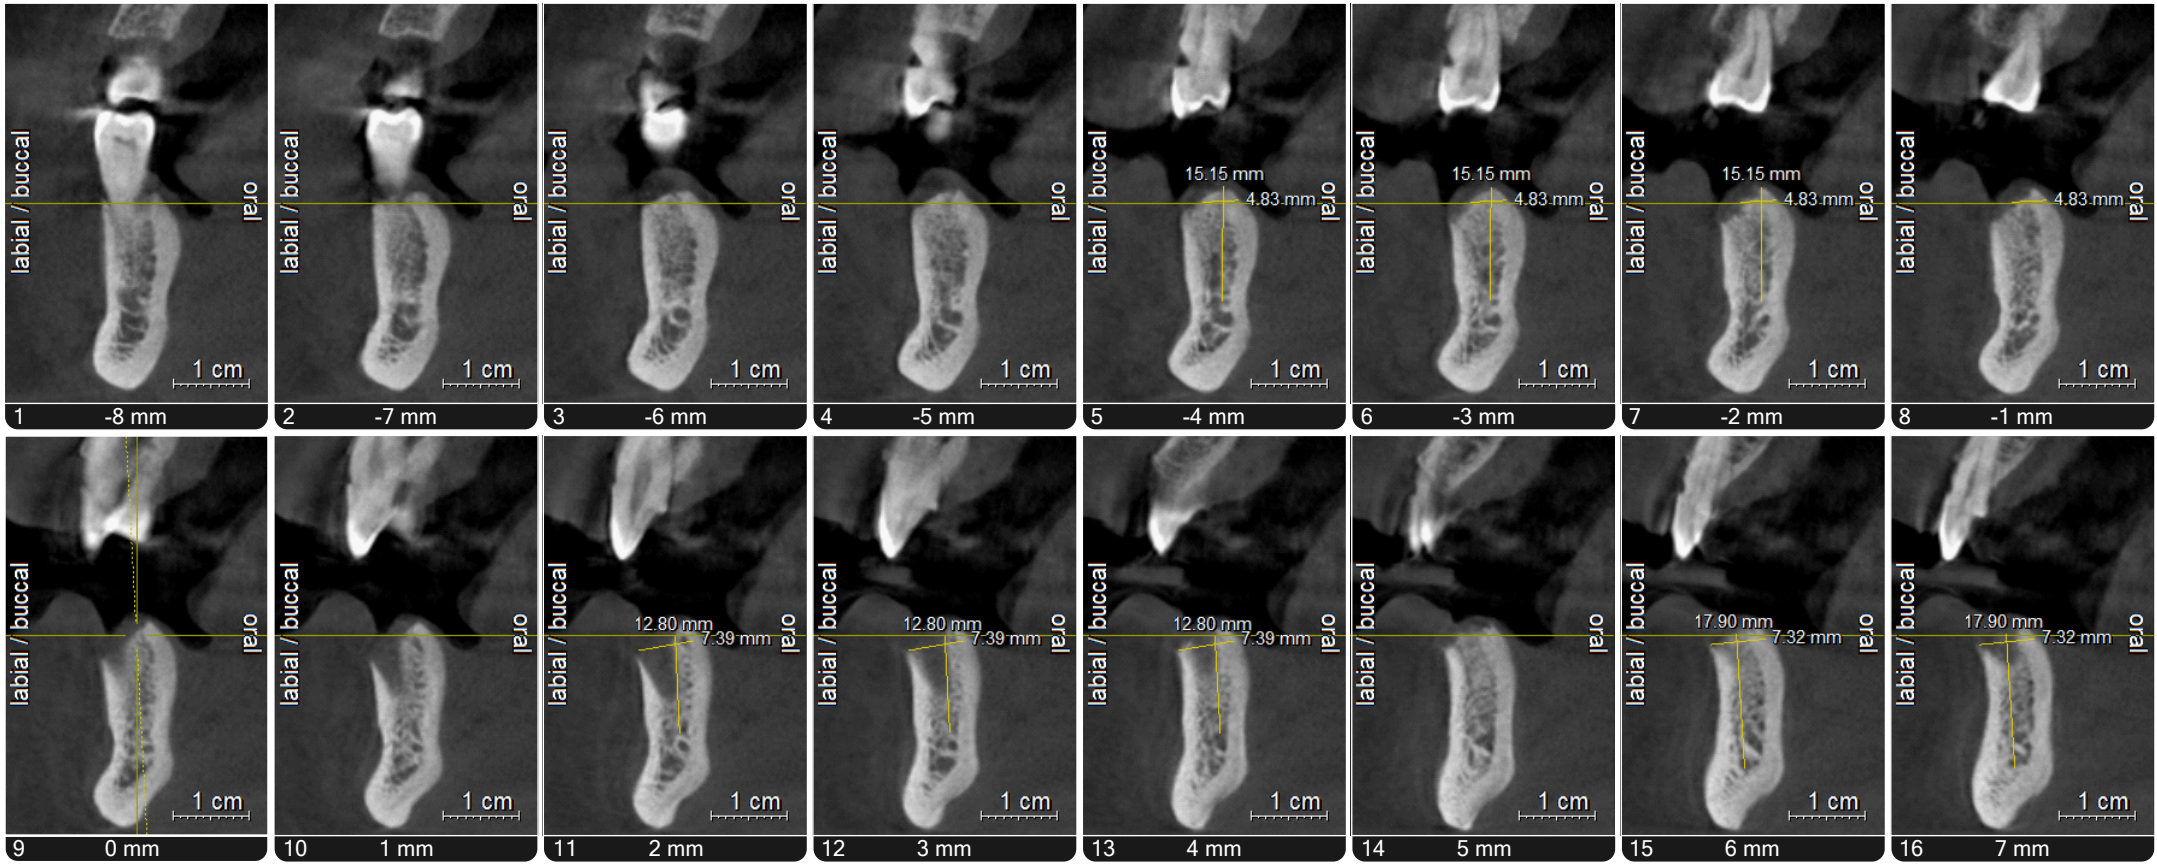 labial / buccal
oral
1 cm
1 -8 mm
labial / buccal
oral
1 cm
2 -7 mm
labial / buccal
oral
1 cm
3 -6 mm
labial / buccal
oral
1 cm
4 -5 mm
labial / buccal
15.15 mm
4.83 mm
oral
1 cm
5 -4 mm
labial / buccal
15.15 mm
4.83 mm
oral
1 cm
6 -3 mm
labial / buccal
15.15 mm
4.83 mm
oral
1 cm
7 -2 mm
labial / buccal
4.83 mm
oral
1 cm
8 -1 mm
labial / buccal
oral
1 cm
9 0 mm
labial / buccal
oral
1 cm
10 1 mm
labial / buccal
12.80 mm
7.39 mm
oral
1 cm
11 2 mm
labial / buccal
12.80 mm
7.39 mm
oral
1 cm
12 3 mm
labial / buccal
12.80 mm
7.39 mm
oral
1 cm
13 4 mm
labial / buccal
oral
1 cm
14 5 mm
labial / buccal
17.90 mm
7.32 mm
oral
1 cm
15 6 mm
labial / buccal
17.90 mm
7.32 mm
oral
1 cm
16 7 mm